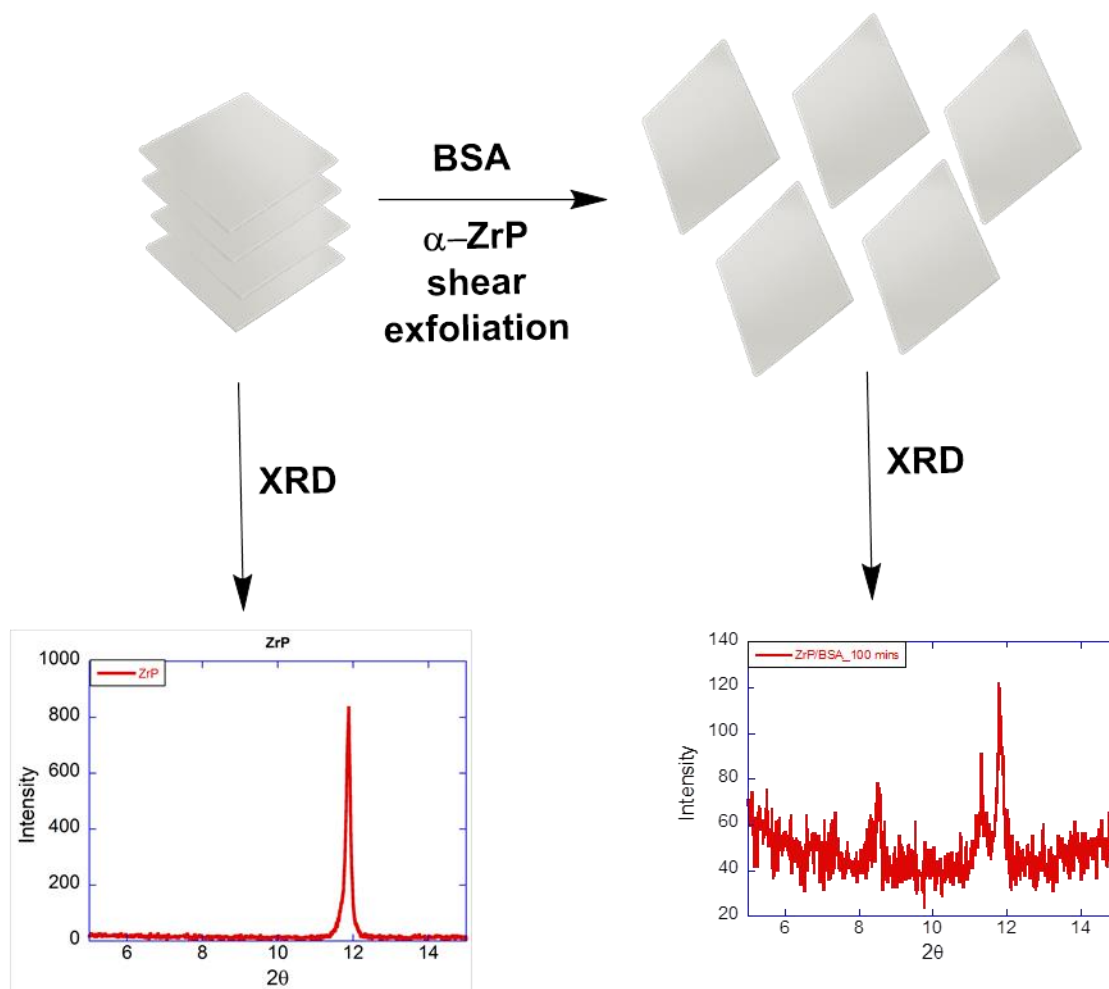 BSA
α–ZrP
shear
exfoliation
XRD
XRD
ZrP
1000
800
600
400
200
0
Intensity
ZrP
6 8 10 12 14
2θ
140
120
100
80
60
40
20
Intensity
ZrP/BSA_100 mins
6 8 10 12 14
2θ